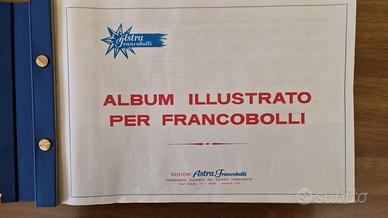 Astra
Francobolli
ALBUM ILLUSTRATO
PER FRANCOBOLLI
EDIZIONI Astra Francobolli
subito